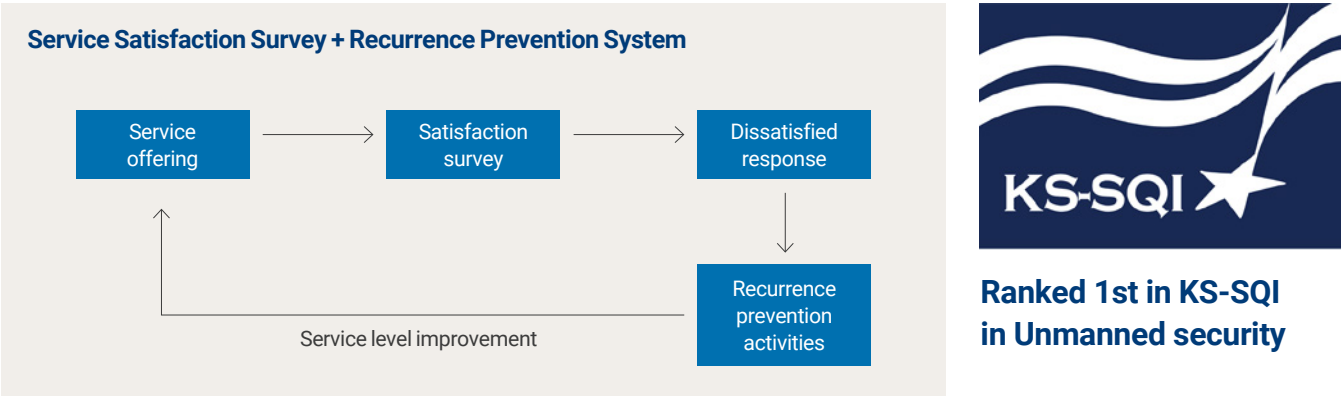 Service Satisfaction Survey + Recurrence Prevention System
Service
offering
Satisfaction
survey
Dissatisfied
response
Recurrence
prevention
activities
Service level improvement
KS-SQI
Ranked 1st in KS-SQI
in Unmanned security